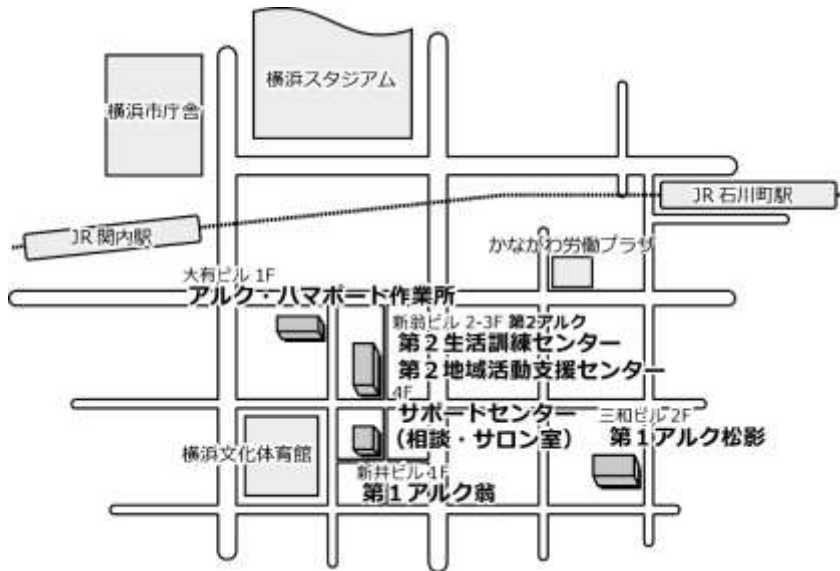 横浜スタジアム
横浜市庁舎
JR 石川町駅
JR 関内駅
かながわ労働プラザ
大有ビル 1F
アルク・ハマポート作業所
新翁ビル 2-3F 第2アルク
第2生活訓練センター
第2地域活動支援センター
4F
サポートセンター
(相談・サロン室)
三和ビル 2F
第1アルク松影
横浜文化体育館
新井ビル 1F
第1アルク翁